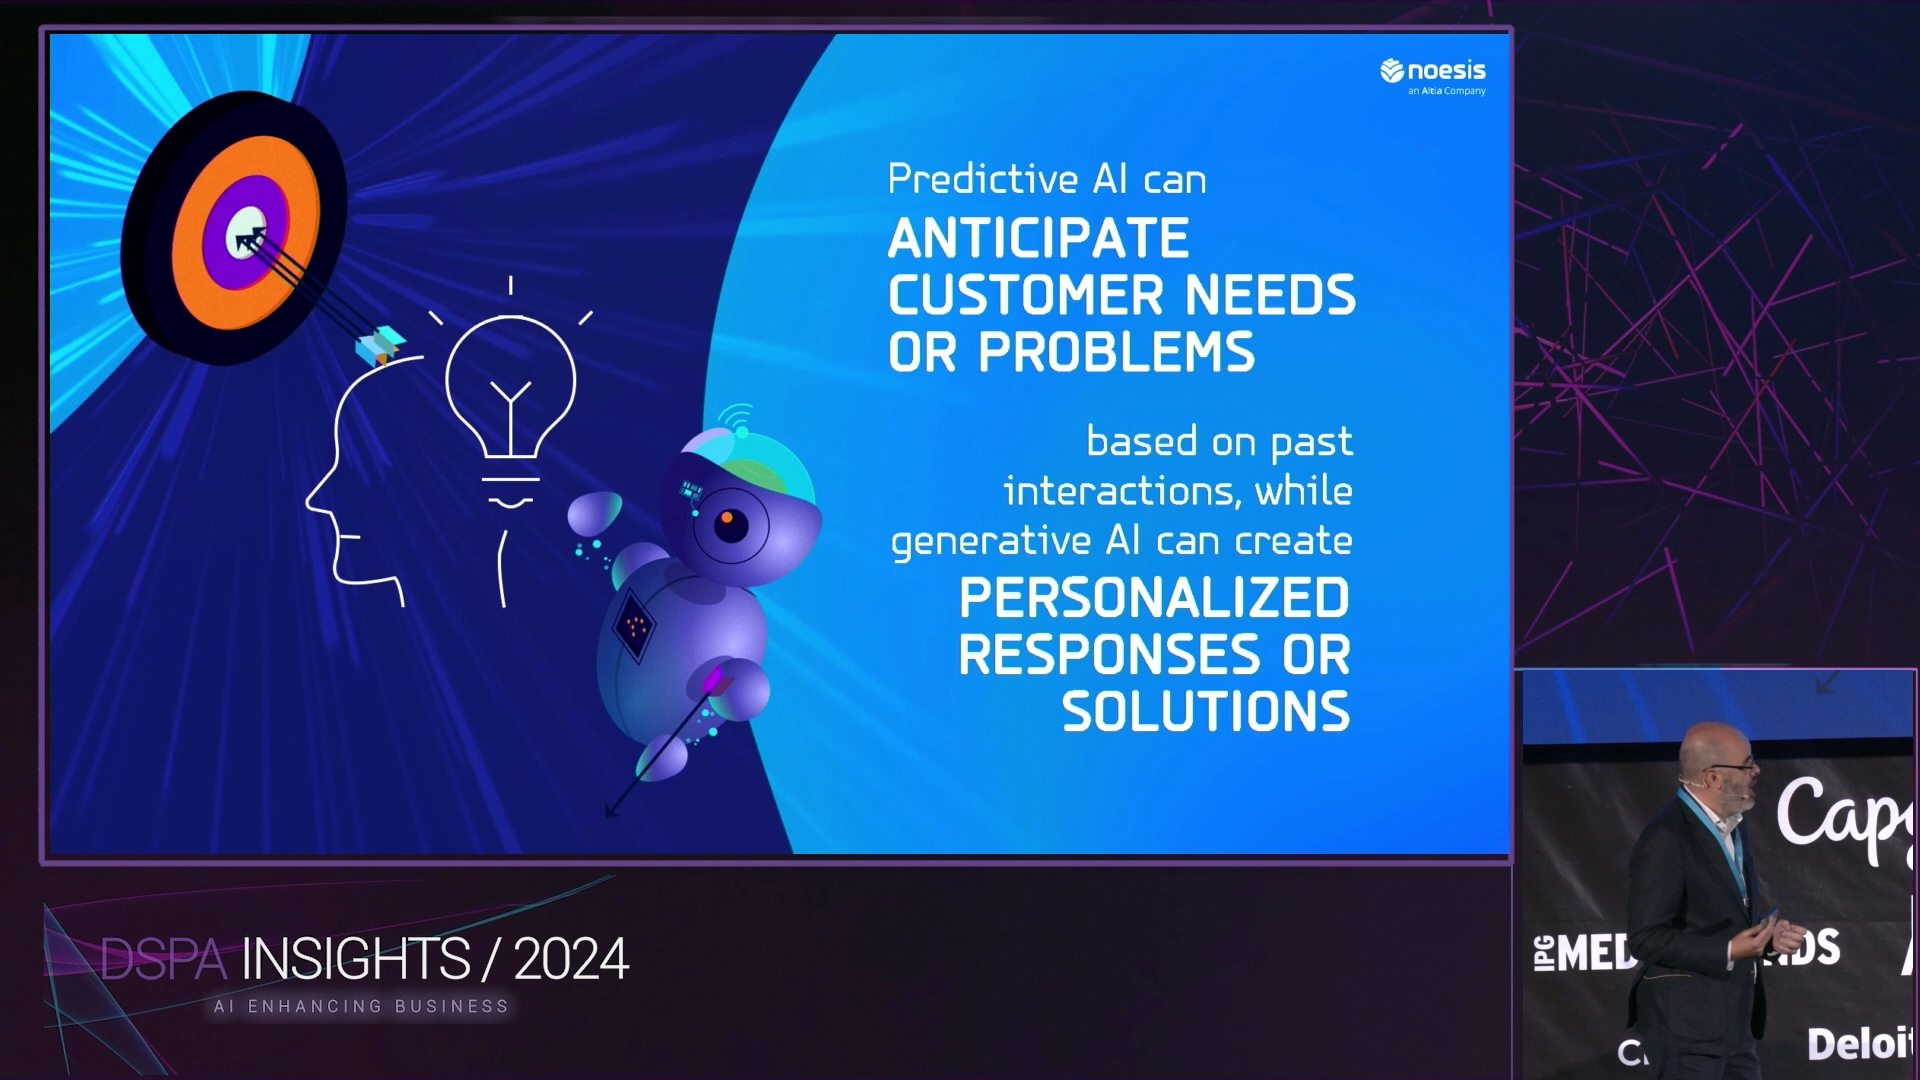 noesis
an Altia Company
Predictive AI can
ANTICIPATE
CUSTOMER NEEDS
OR PROBLEMS
based on past
interactions, while
generative AI can create
PERSONALIZED
RESPONSES OR
SOLUTIONS
DSPA INSIGHTS / 2024
AI ENHANCING BUSINESS
IPG